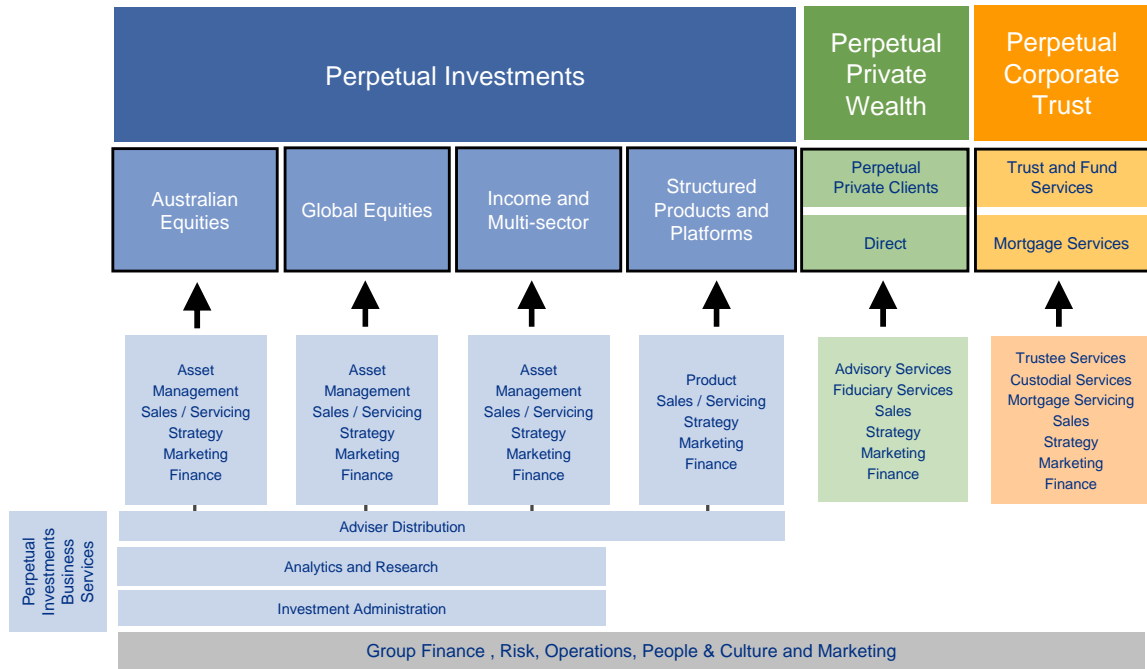 Perpetual Investments
Perpetual
Private
Wealth
Perpetual
Corporate
Trust
Australian
Equities
Global Equities
Income and
Multi-sector
Structured
Products and
Platforms
Perpetual
Private Clients
Direct
Trust and Fund
Services
Mortgage Services
Asset
Management
Sales / Servicing
Strategy
Marketing
Finance
Asset
Management
Sales / Servicing
Strategy
Marketing
Finance
Asset
Management
Sales / Servicing
Strategy
Marketing
Finance
Product
Sales / Servicing
Strategy
Marketing
Finance
Advisory Services
Fiduciary Services
Sales
Strategy
Marketing
Finance
Trustee Services
Custodial Services
Mortgage Servicing
Sales
Strategy
Marketing
Finance
Perpetual
Investments
Business
Services
Adviser Distribution
Analytics and Research
Investment Administration
Group Finance , Risk, Operations, People & Culture and Marketing